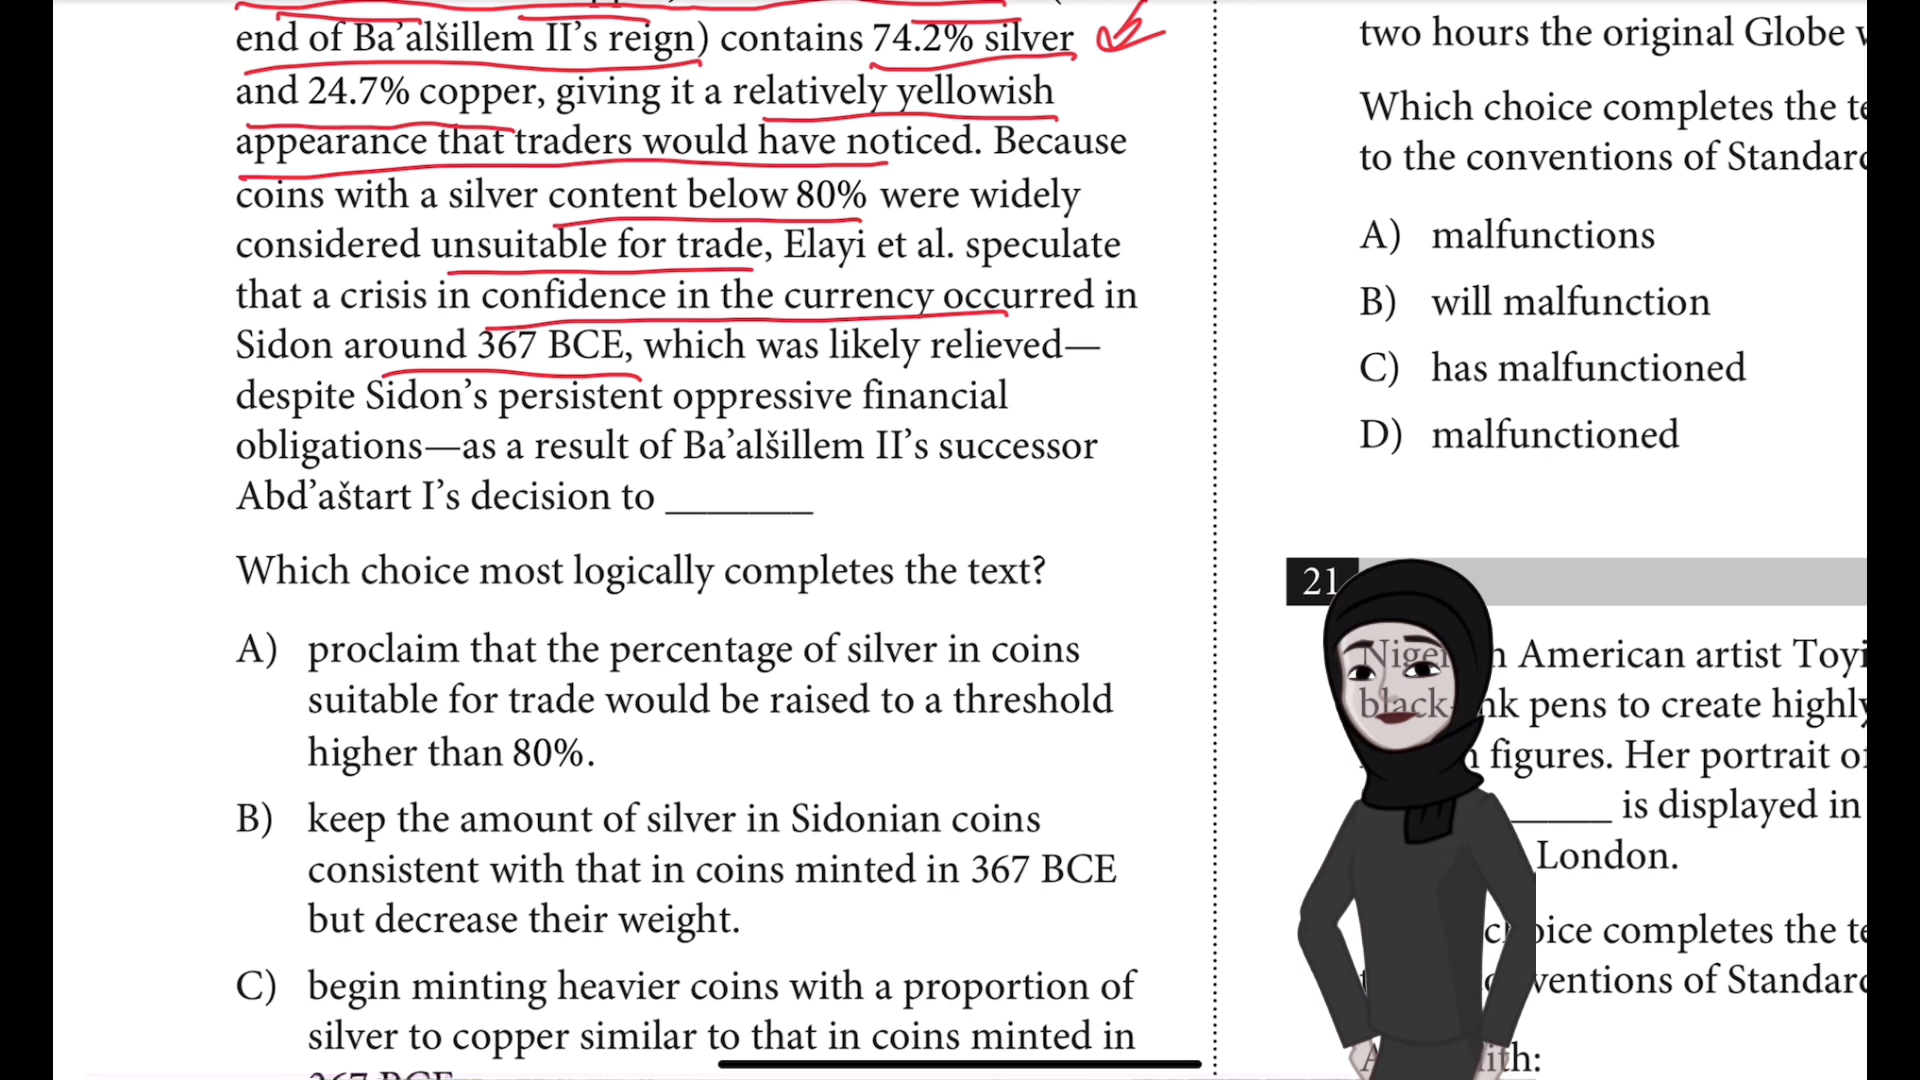 end of Ba’alšillem II’s reign) contains 74.2% silver
and 24.7% copper, giving it a relatively yellowish
appearance that traders would have noticed. Because
coins with a silver content below 80% were widely
considered unsuitable for trade, Elayi et al. speculate
that a crisis in confidence in the currency occurred in
Sidon around 367 BCE, which was likely relieved—
despite Sidon’s persistent oppressive financial
obligations—as a result of Ba’alšillem II’s successor
Abd’aštart I’s decision to ______
Which choice most logically completes the text?
A) proclaim that the percentage of silver in coins
suitable for trade would be raised to a threshold
higher than 80%.
B) keep the amount of silver in Sidonian coins
consistent with that in coins minted in 367 BCE
but decrease their weight.
C) begin minting heavier coins with a proportion of
silver to copper similar to that in coins minted in
two hours the original Globe
Which choice completes the
to the conventions of
A) malfunctions
B) will malfunction
C) has malfunctioned
D) malfunctioned
21
American artist
pens to create
figures. Her portrait
______ is displayed in
London.
completes the
of